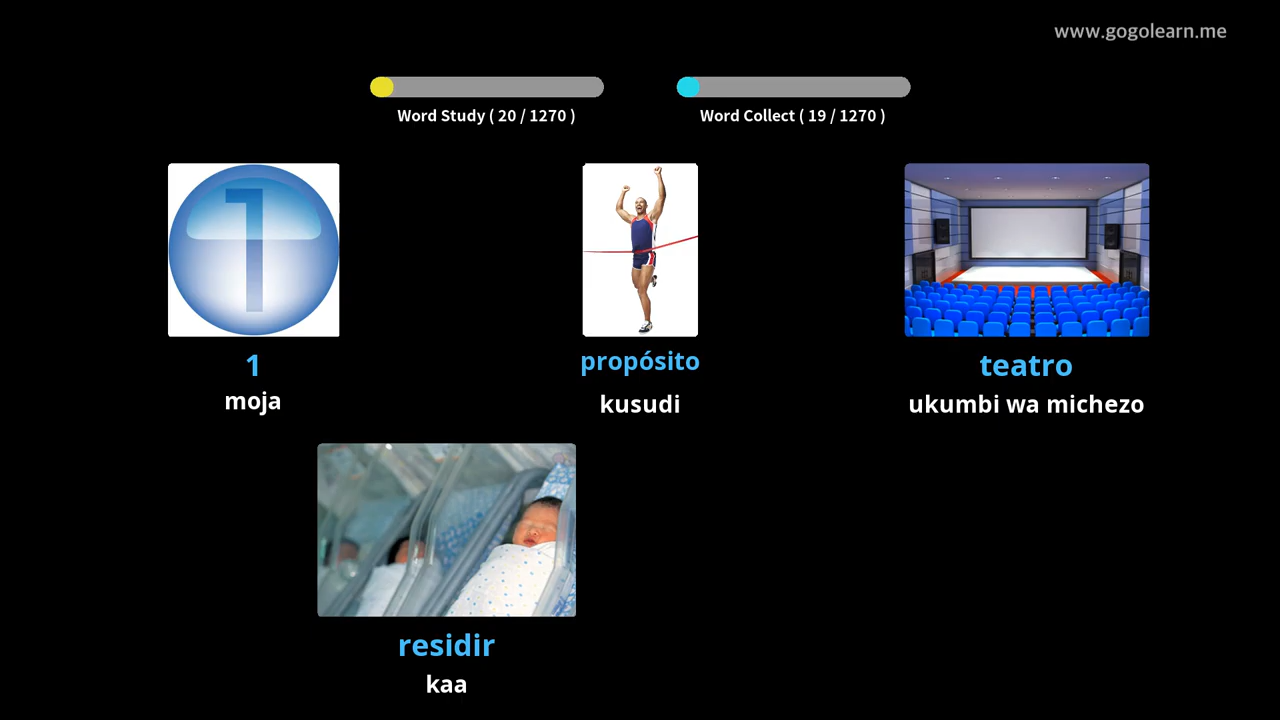 www.gogolearn.me
Word Study ( 20 / 1270 )
Word Collect ( 19 / 1270 )
1
1
moja
propósito
kusudi
teatro
ukumbi wa michezo
residir
kaa